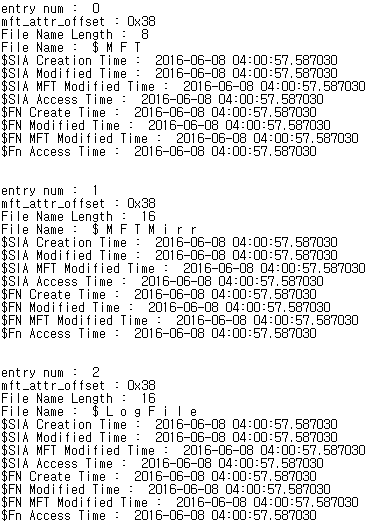 entry num :  0
mft_attr_offset : 0x38
File Name Length :  8
File Name :  $ M F T
$SIA Creation Time :  2016-06-08 04:00:57.587030
$SIA Modified Time :  2016-06-08 04:00:57.587030
$SIA MFT Modified Time :  2016-06-08 04:00:57.587030
$SIA Access Time :  2016-06-08 04:00:57.587030
$FN Create Time :  2016-06-08 04:00:57.587030
$FN Modified Time :  2016-06-08 04:00:57.587030
$FN MFT Modified Time :  2016-06-08 04:00:57.587030
$Fn Access Time :  2016-06-08 04:00:57.587030
entry num :  1
mft_attr_offset : 0x38
File Name Length :  16
File Name :  $ M F T M i r r
$SIA Creation Time :  2016-06-08 04:00:57.587030
$SIA Modified Time :  2016-06-08 04:00:57.587030
$SIA MFT Modified Time :  2016-06-08 04:00:57.587030
$SIA Access Time :  2016-06-08 04:00:57.587030
$FN Create Time :  2016-06-08 04:00:57.587030
$FN Modified Time :  2016-06-08 04:00:57.587030
$FN MFT Modified Time :  2016-06-08 04:00:57.587030
$Fn Access Time :  2016-06-08 04:00:57.587030
entry num :  2
mft_attr_offset : 0x38
File Name Length :  16
File Name :  $ L o g F i l e
$SIA Creation Time :  2016-06-08 04:00:57.587030
$SIA Modified Time :  2016-06-08 04:00:57.587030
$SIA MFT Modified Time :  2016-06-08 04:00:57.587030
$SIA Access Time :  2016-06-08 04:00:57.587030
$FN Create Time :  2016-06-08 04:00:57.587030
$FN Modified Time :  2016-06-08 04:00:57.587030
$FN MFT Modified Time :  2016-06-08 04:00:57.587030
$Fn Access Time :  2016-06-08 04:00:57.587030